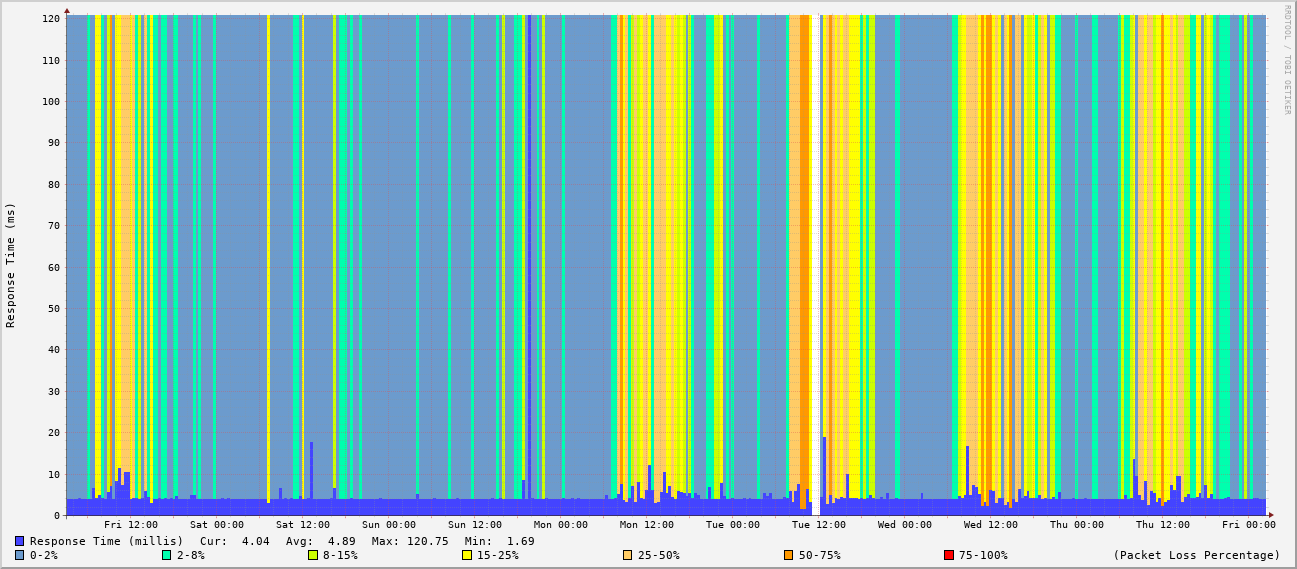 RRDTOOL / TOBI OETIKER
Response Time (ms)
120
110
100
90
80
70
60
50
40
30
20
10
0
Fri 12:00 Sat 00:00 Sat 12:00 Sun 00:00 Sun 12:00 Mon 00:00 Mon 12:00 Tue 00:00 Tue 12:00 Wed 00:00 Wed 12:00 Thu 00:00 Thu 12:00 Fri 00:00
Response Time (millis) Cur: 4.04 Avg: 4.89 Max: 120.75 Min: 1.69
0-2% 2-8% 8-15% 15-25% 25-50% 50-75% 75-100% (Packet Loss Percentage)